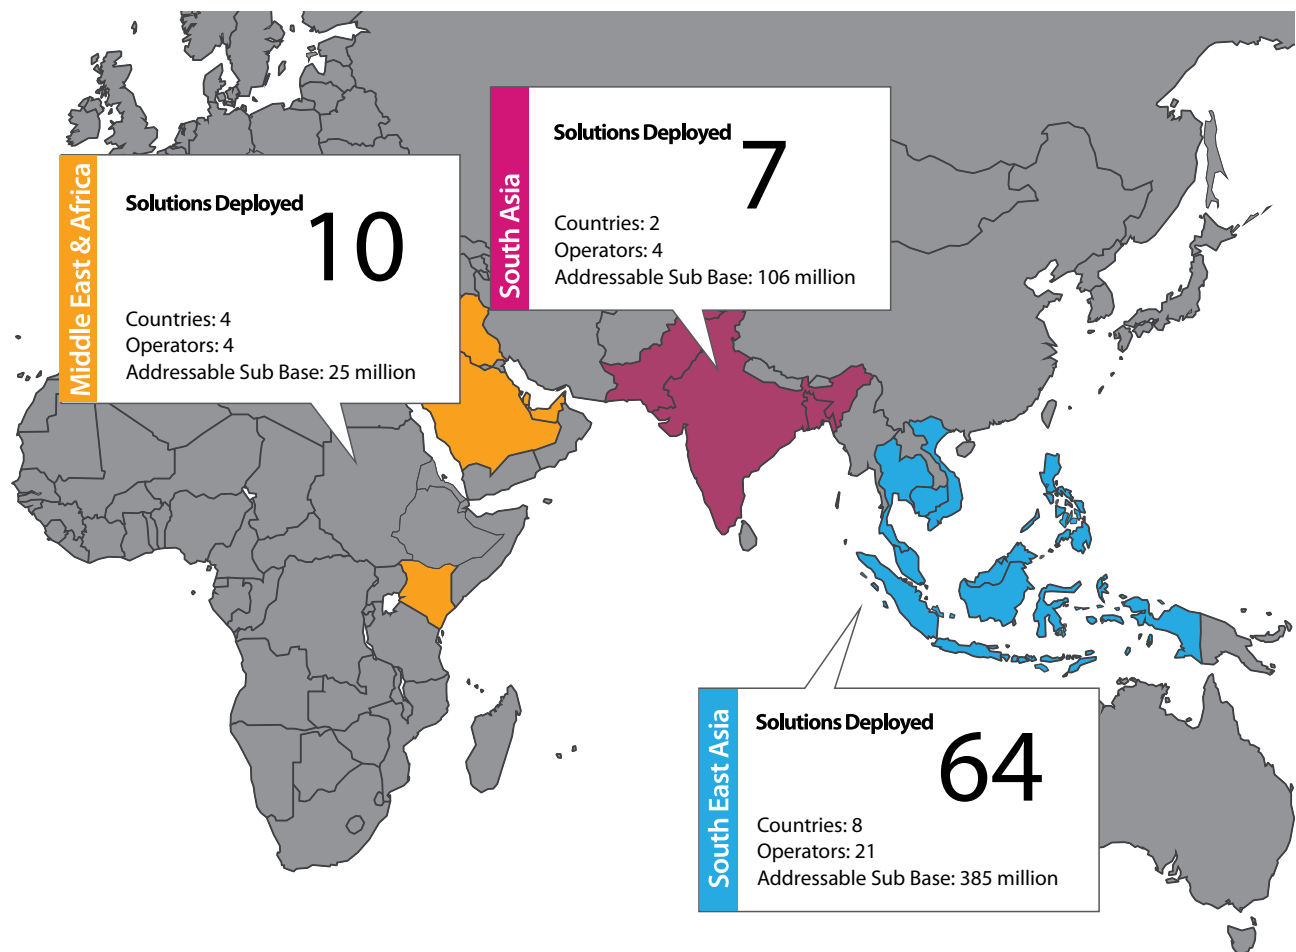 Middle East & Africa
Solutions Deployed
10
Countries: 4
Operators: 4
Addressable Sub Base: 25 million
South Asia
Solutions Deployed
7
Countries: 2
Operators: 4
Addressable Sub Base: 106 million
South East Asia
Solutions Deployed
64
Countries: 8
Operators: 21
Addressable Sub Base: 385 million